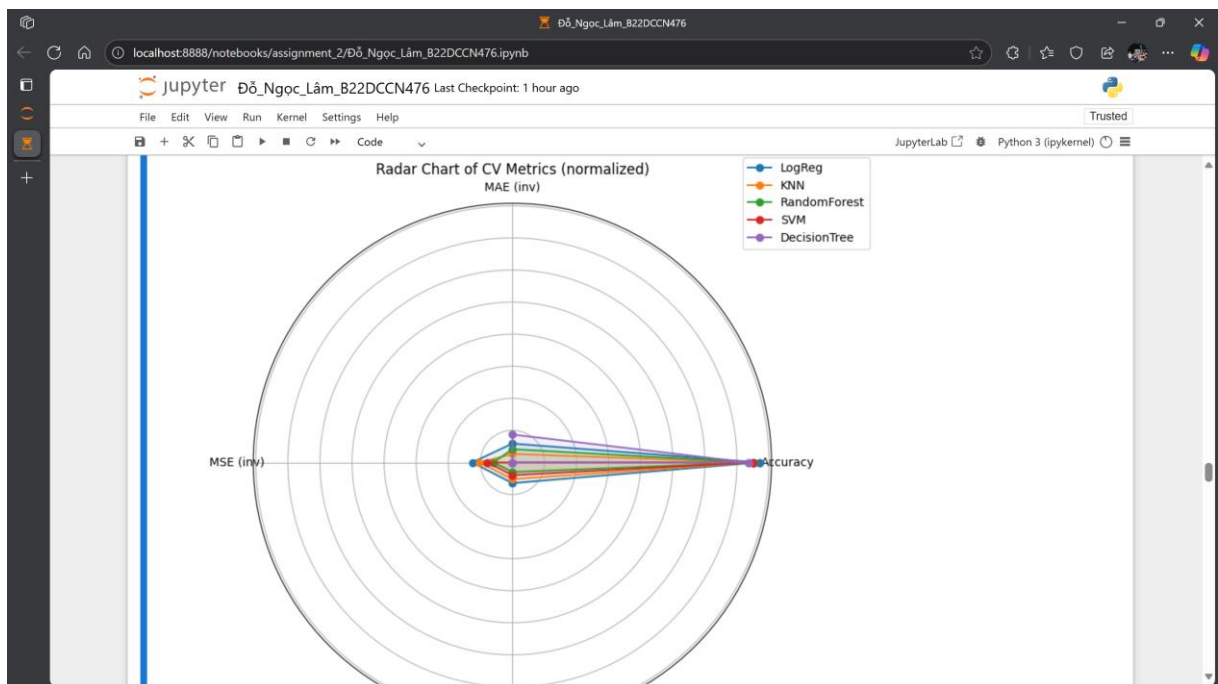 Đỗ_Ngọc_Lâm_B22DCCN476
localhost:8888/notebooks/assignment_2/Đỗ_Ngọc_Lâm_B22DCCN476.ipynb
jupyter Đỗ_Ngọc_Lâm_B22DCCN476 Last Checkpoint: 1 hour ago
File Edit View Run Kernel Settings Help
Trusted
Code
JupyterLab
Python 3 (ipykernel)
Radar Chart of CV Metrics (normalized)
MAE (inv)
LogReg
KNN
RandomForest
SVM
DecisionTree
MSE (inv)
Accuracy